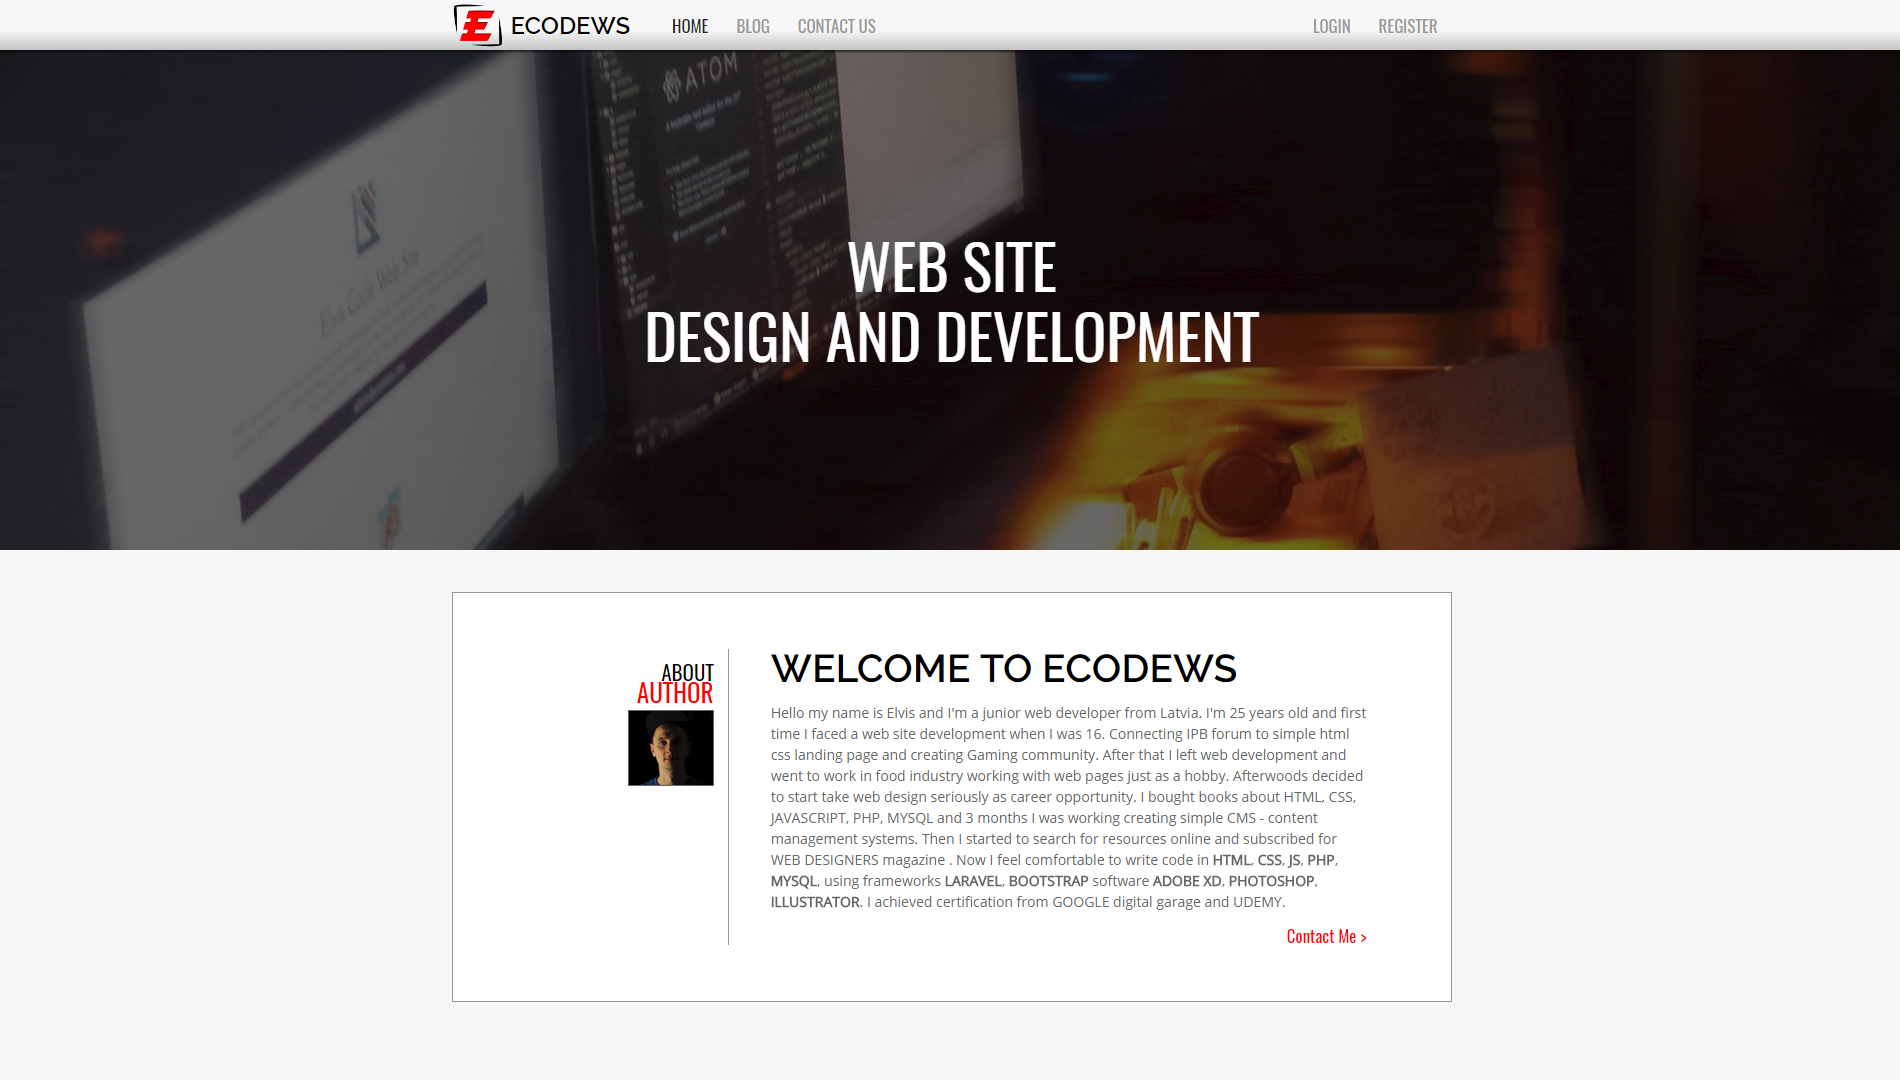 E ECODEWS HOME BLOG CONTACT US LOGIN REGISTER
ATOM
Elvis Code Web Site
WEB SITE
DESIGN AND DEVELOPMENT
ABOUT
AUTHOR
WELCOME TO ECODEWS
Hello my name is Elvis and I'm a junior web developer from Latvia. I'm 25 years old and first
time I faced a web site development when I was 16. Connecting IPB forum to simple html
css landing page and creating Gaming community. After that I left web development and
went to work in food industry working with web pages just as a hobby. Afterwoods decided
to start take web design seriously as career opportunity. I bought books about HTML, CSS,
JAVASCRIPT, PHP, MYSQL and 3 months I was working creating simple CMS - content
management systems. Then I started to search for resources online and subscribed for
WEB DESIGNERS magazine . Now I feel comfortable to write code in HTML, CSS, JS, PHP,
MYSQL, using frameworks LARAVEL, BOOTSTRAP software ADOBE XD, PHOTOSHOP,
ILLUSTRATOR. I achieved certification from GOOGLE digital garage and UDEMY.
Contact Me >